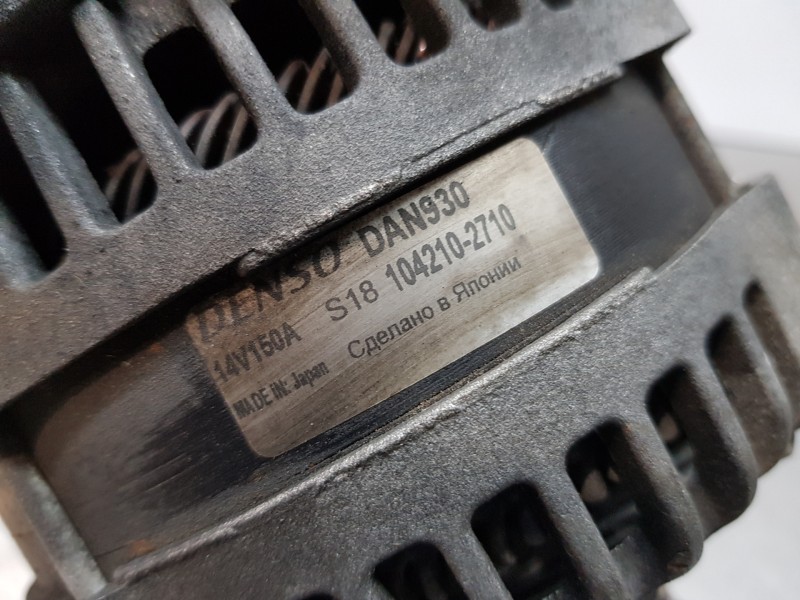 DENSO DAN930
14V150A S18 104210-2710
MADE iN: Japan Сделано в Японии